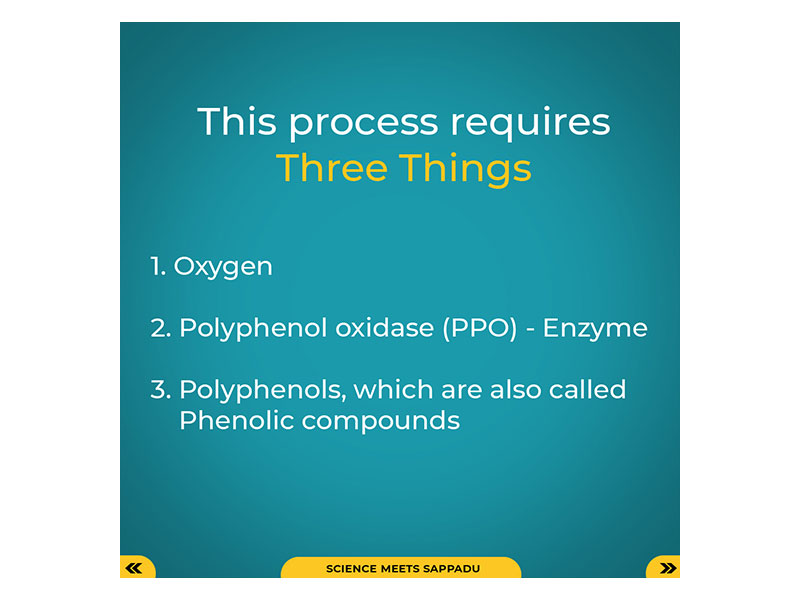 This process requires
Three Things
1. Oxygen
2. Polyphenol oxidase (PPO) - Enzyme
3. Polyphenols, which are also called
Phenolic compounds
SCIENCE MEETS SAPPADU